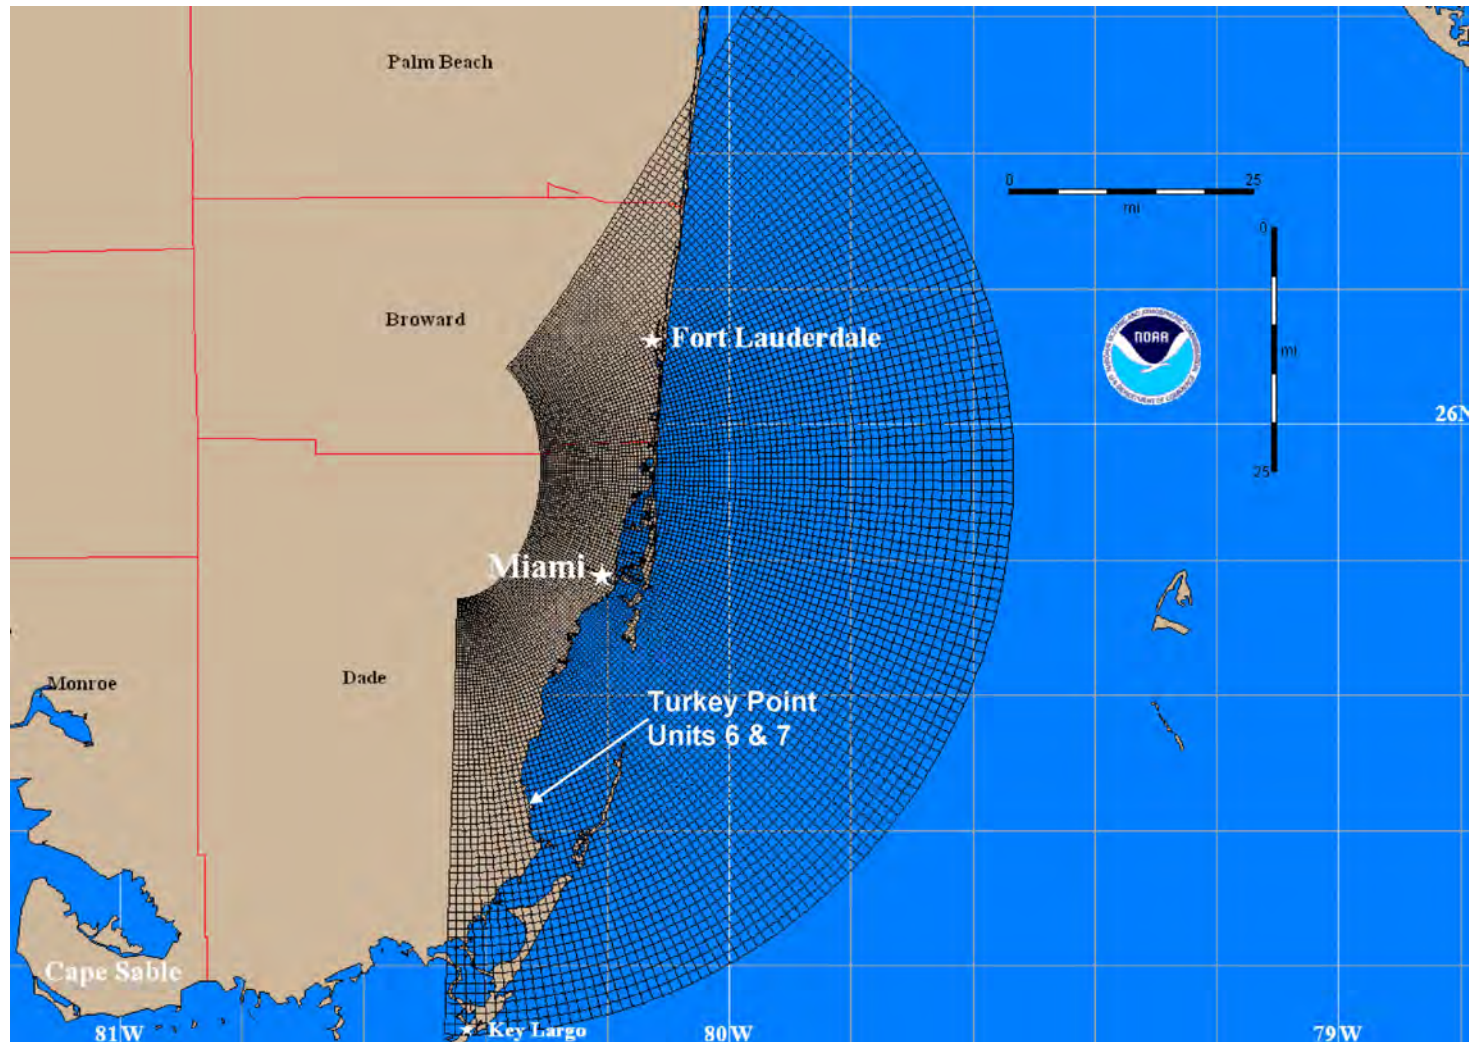 Palm Beach
0
25
mi
0
Broward
Fort Lauderdale
NOAA
mi
26N
25
Miami
Monroe
Dade
Turkey Point
Units 6 & 7
Cape Sable
81W
Key Largo
80W
79W